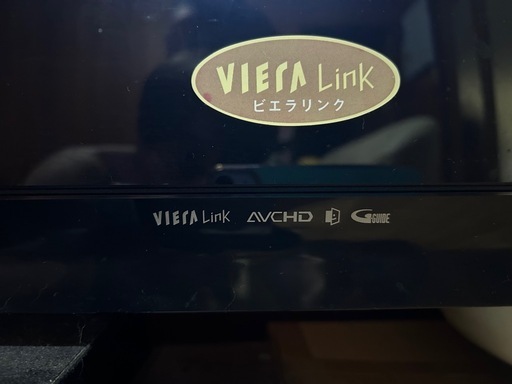 VIERA Link
ビエラリンク
VIERA Link AVCHD G GUIDE